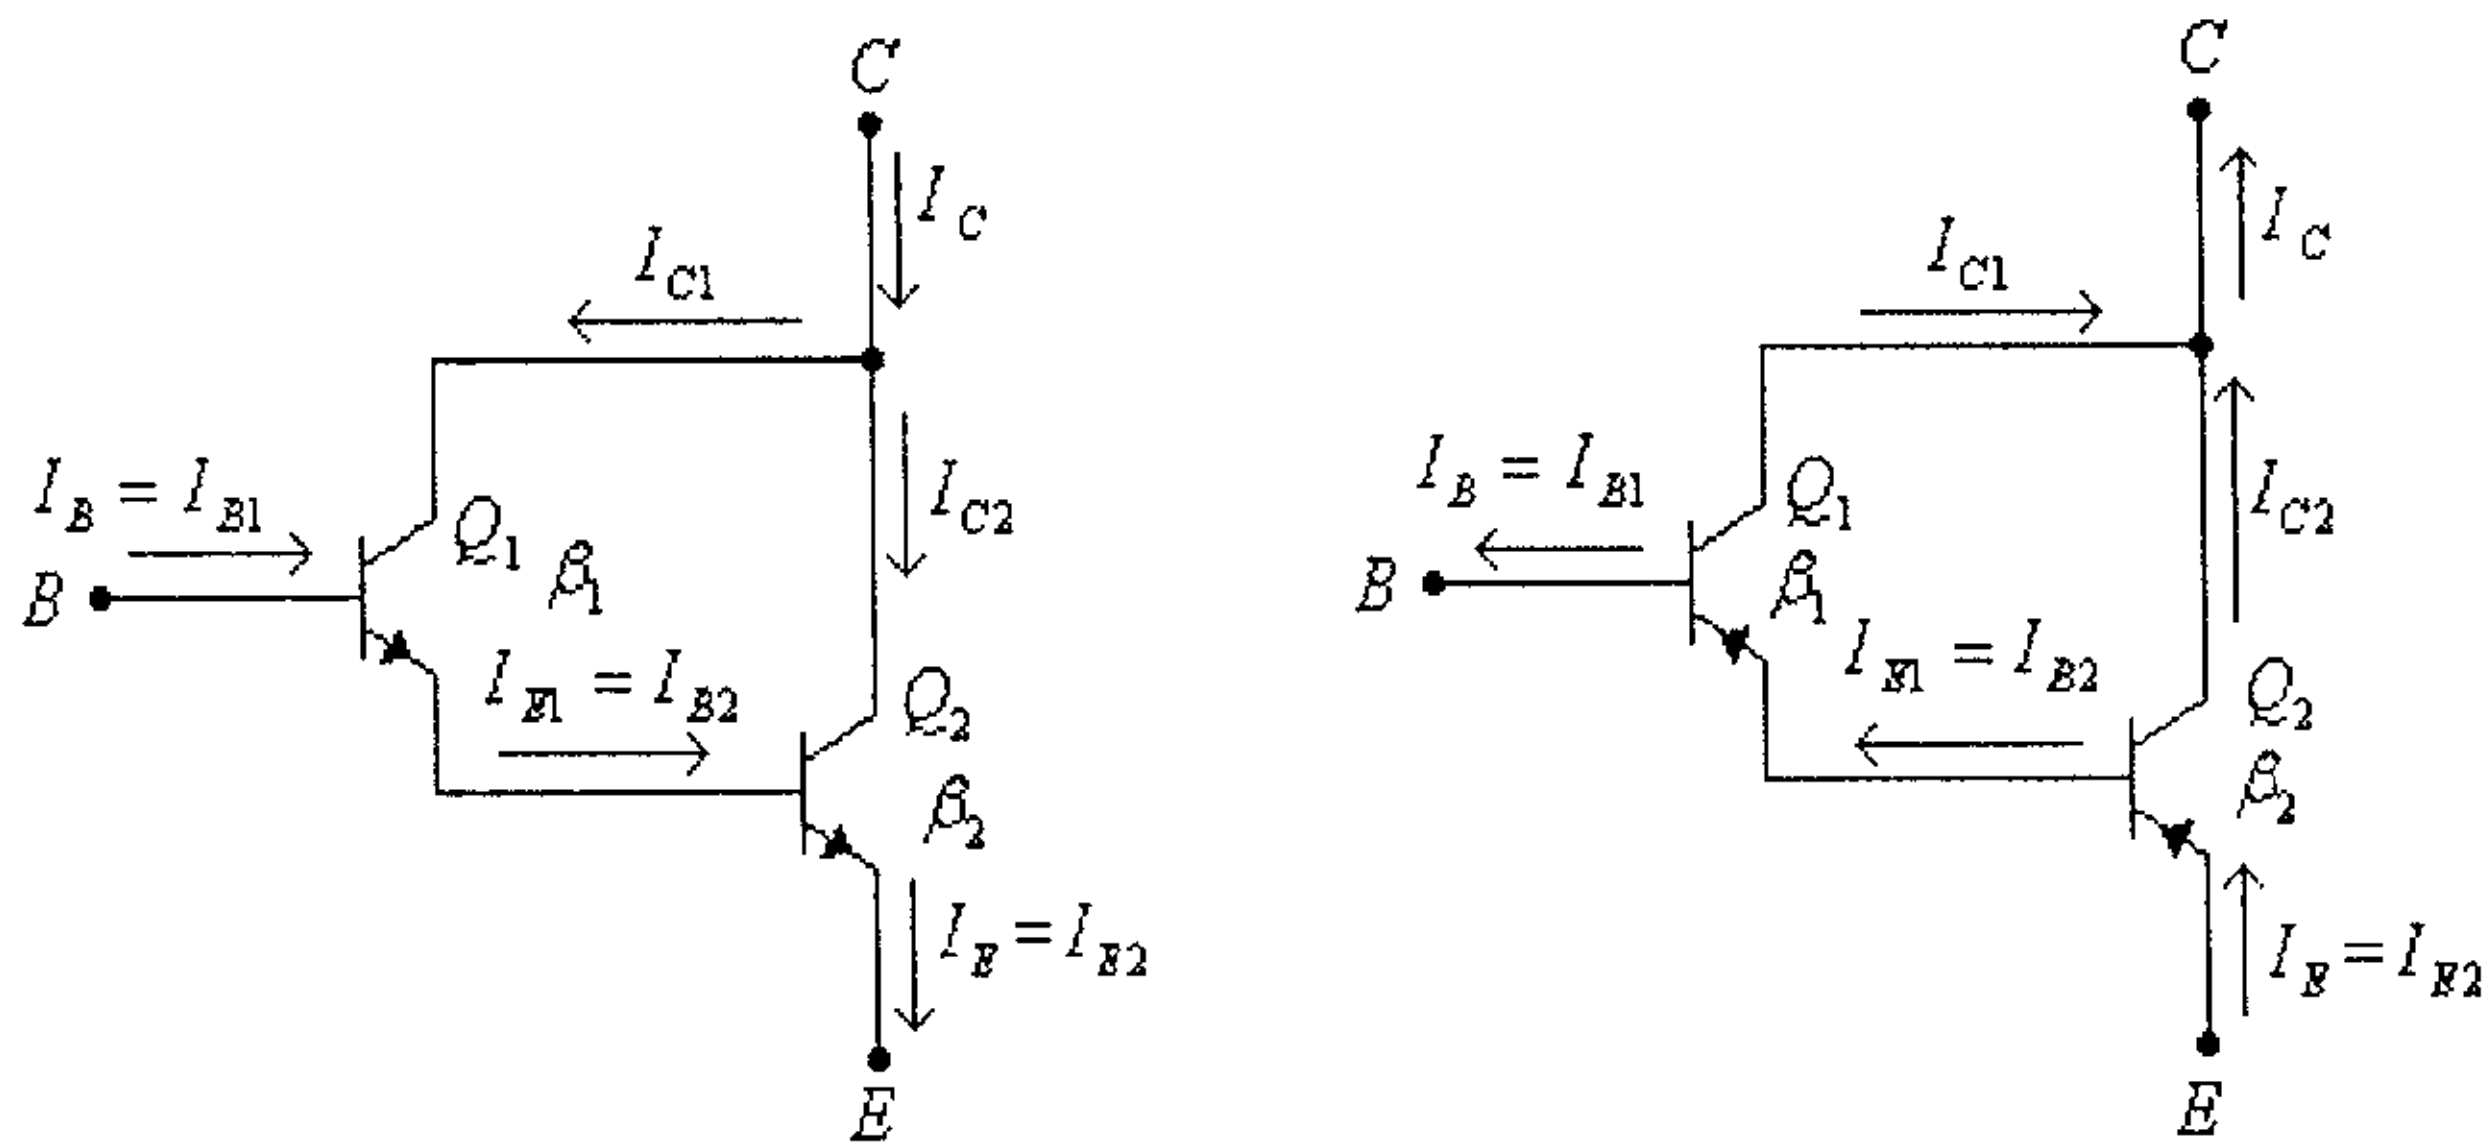 C
I_C
I_C1
I_B = I_B1
I_C2
Q_1
β_1
B
I_E1 = I_B2
Q_2
β_2
I_E = I_E2
E
C
I_C
I_C1
I_B = I_B1
Q_1
I_C2
β_1
B
I_E1 = I_B2
Q_2
β_2
I_E = I_E2
E